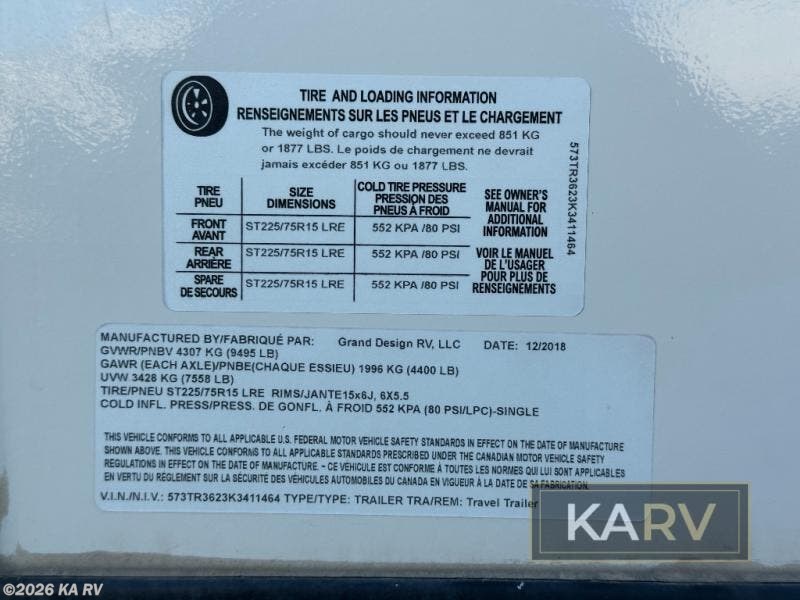 TIRE AND LOADING INFORMATION
RENSEIGNEMENTS SUR LES PNEUS ET LE CHARGEMENT
The weight of cargo should never exceed 851 KG
or 1877 LBS. Le poids de chargement ne devrait
jamais excéder 851 KG ou 1877 LBS.
TIRE PNEU SIZE DIMENSIONS COLD TIRE PRESSURE PRESSION DES PNEUS À FROID
FRONT AVANT ST225/75R15 LRE 552 KPA /80 PSI
REAR ARRIÈRE ST225/75R15 LRE 552 KPA /80 PSI
SPARE DE SECOURS ST225/75R15 LRE 552 KPA /80 PSI
SEE OWNER'S
MANUAL FOR
ADDITIONAL
INFORMATION
VOIR LE MANUEL
DE L'USAGER
POUR PLUS DE
RENSEIGNEMENTS
573TR3623K3411464
MANUFACTURED BY/FABRIQUÉ PAR: Grand Design RV, LLC DATE: 12/2018
GVWR/PNBV 4307 KG (9495 LB)
GAWR (EACH AXLE)/PNBE(CHAQUE ESSIEU) 1996 KG (4400 LB)
UVW 3428 KG (7558 LB)
TIRE/PNEU ST225/75R15 LRE RIMS/JANTE15x6J, 6X5.5
COLD INFL. PRESS/PRESS. DE GONFL. À FROID 552 KPA (80 PSI/LPC)-SINGLE
THIS VEHICLE CONFORMS TO ALL APPLICABLE U.S. FEDERAL MOTOR VEHICLE SAFETY STANDARDS IN EFFECT ON THE DATE OF MANUFACTURE
SHOWN ABOVE. THIS VEHICLE CONFORMS TO ALL APPLICABLE STANDARDS PRESCRIBED UNDER THE CANADIAN MOTOR VEHICLE SAFETY
REGULATIONS IN EFFECT ON THE DATE OF MANUFACTURE. - CE VÉHICULE EST CONFORME À TOUTES LES NORMES QUI LUI SONT APPLICABLES
EN VERTU DU RÈGLEMENT SUR LA SÉCURITÉ DES VÉHICULES AUTOMOBILES DU CANADA EN VIGUEUR À LA DATE DE SA FABRICATION.
V.I.N./N.I.V.: 573TR3623K3411464 TYPE/TYPE: TRAILER TRA/REM: Travel Trailer
KARV
©2026 KA RV